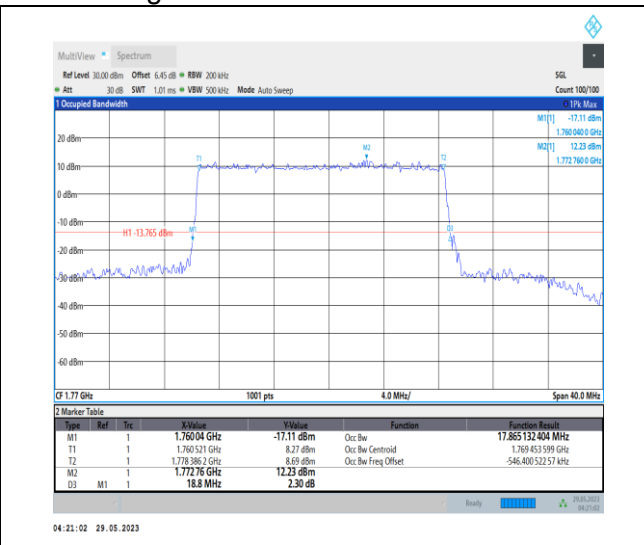 MultiView Spectrum
Ref Level 30.00 dBm Offset 6.45 dB RBW 200 kHz SGL
Att 30 dB SWT 1.01 ms VBW 500 kHz Mode Auto Sweep Count 100/100
1 Occupied Bandwidth 1Pk Max
M1[1] -17.11 dBm
1.760 040 0 GHz
M2[1] 12.23 dBm
1.772 760 0 GHz
20 dBm
M2
T1 T2
10 dBm
0 dBm
-10 dBm
H1 -13.765 dBm M1 D3
-20 dBm
-30 dBm
-40 dBm
-50 dBm
-60 dBm
CF 1.77 GHz 1001 pts 4.0 MHz/ Span 40.0 MHz
2 Marker Table
Type Ref Trc X-Value Y-Value Function Function Result
M1 1 1.76004 GHz -17.11 dBm Occ Bw 17.865 132 404 MHz
T1 1 1.760 521 GHz 8.27 dBm Occ Bw Centroid 1.769 453 599 GHz
T2 1 1.778 386 2 GHz 8.69 dBm Occ Bw Freq Offset -546.400 522 57 kHz
M2 1 1.772 76 GHz 12.23 dBm
D3 M1 1 18.8 MHz 2.30 dB
Ready 29.05.2023
04:21:02
04:21:02 29.05.2023